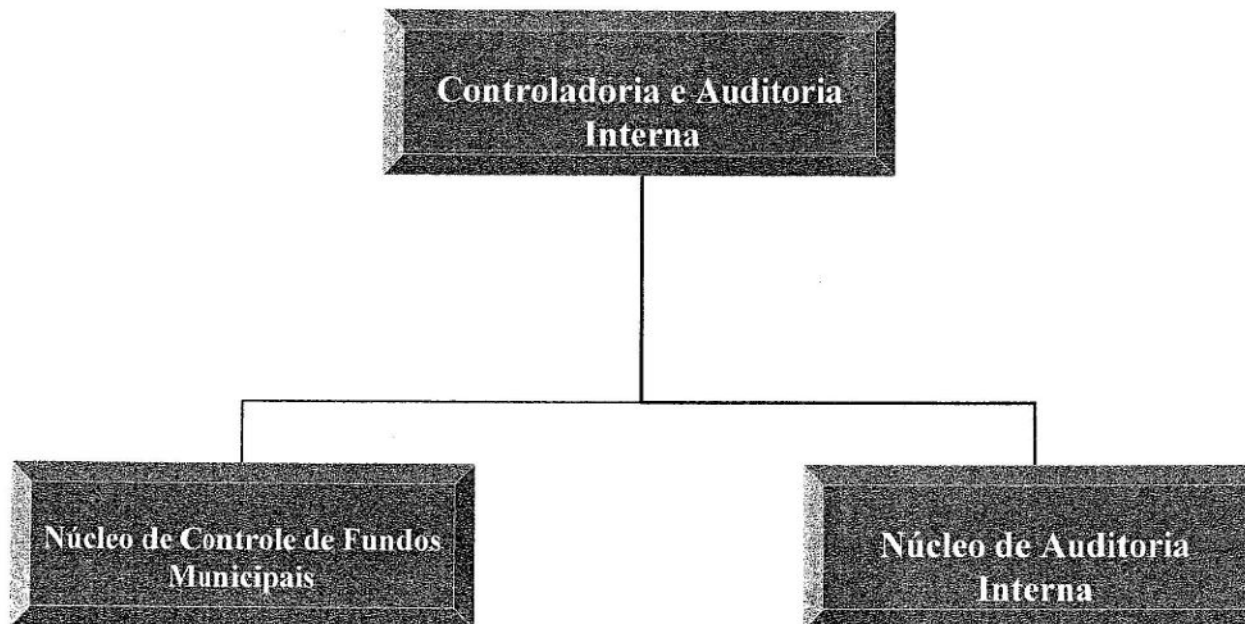 Controladoria e Auditoria
Interna
Núcleo de Controle de Fundos
Municipais
Núcleo de Auditoria
Interna